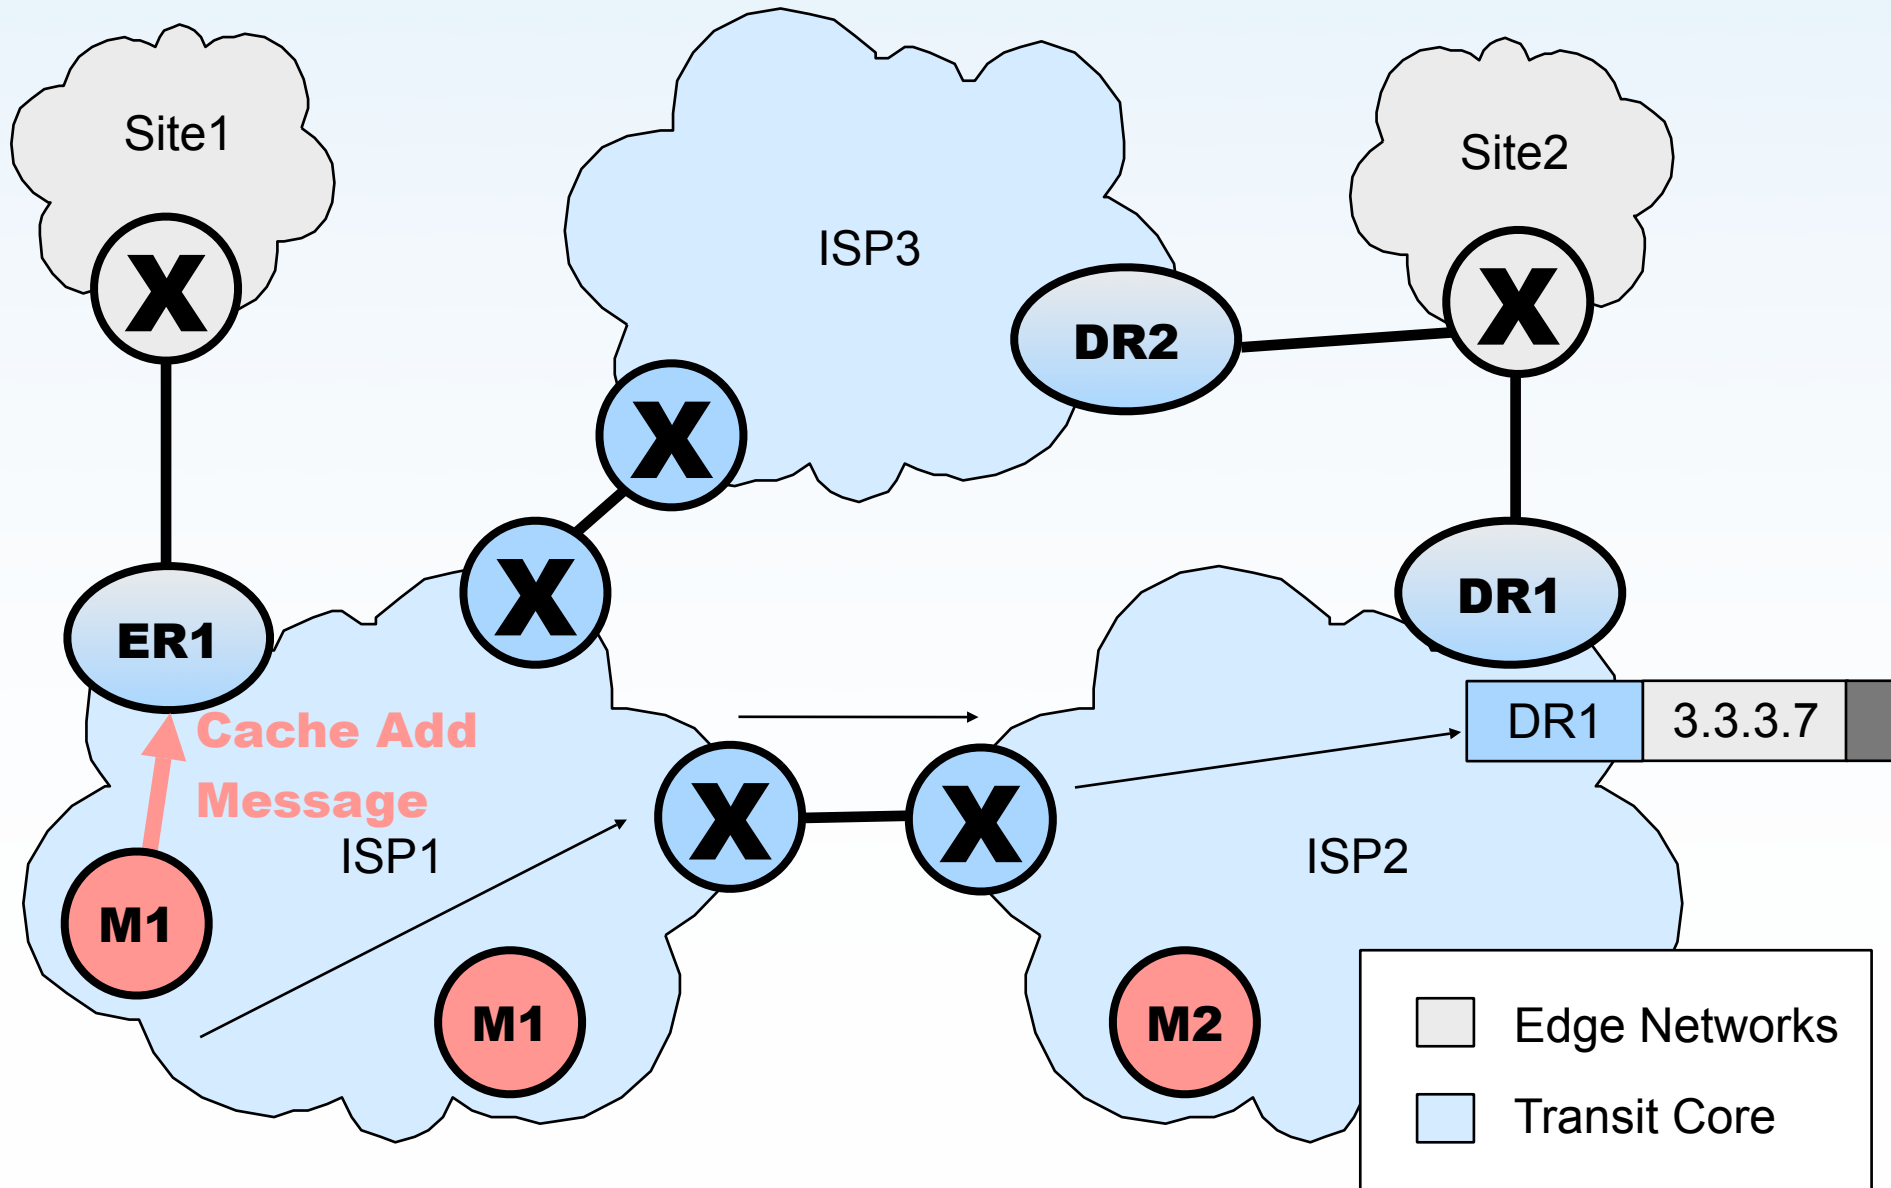 Site1
Site2
X
ISP3
X
DR2
X
X
DR1
ER1
DR1 3.3.3.7
Cache Add
Message
X
X
ISP1
ISP2
M1
M1
M2
Edge Networks
Transit Core